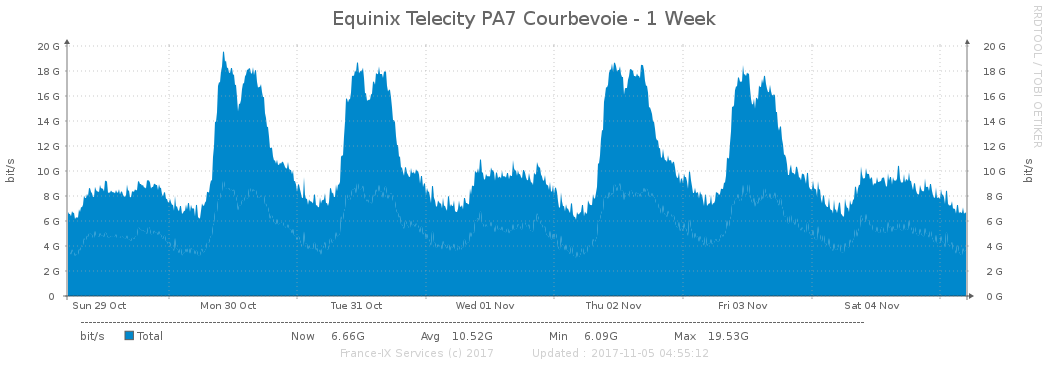 Equinix Telecity PA7 Courbevoie - 1 Week
RRDTOOL / TOBI OETIKER
20 G 20 G
18 G 18 G
16 G 16 G
14 G 14 G
12 G 12 G
10 G 10 G
8 G 8 G
6 G 6 G
4 G 4 G
2 G 2 G
0 0 G
bit/s
bit/s
Sun 29 Oct Mon 30 Oct Tue 31 Oct Wed 01 Nov Thu 02 Nov Fri 03 Nov Sat 04 Nov
bit/s Total Now 6.66G Avg 10.52G Min 6.09G Max 19.53G
France-IX Services (c) 2017 Updated : 2017-11-05 04:55:12